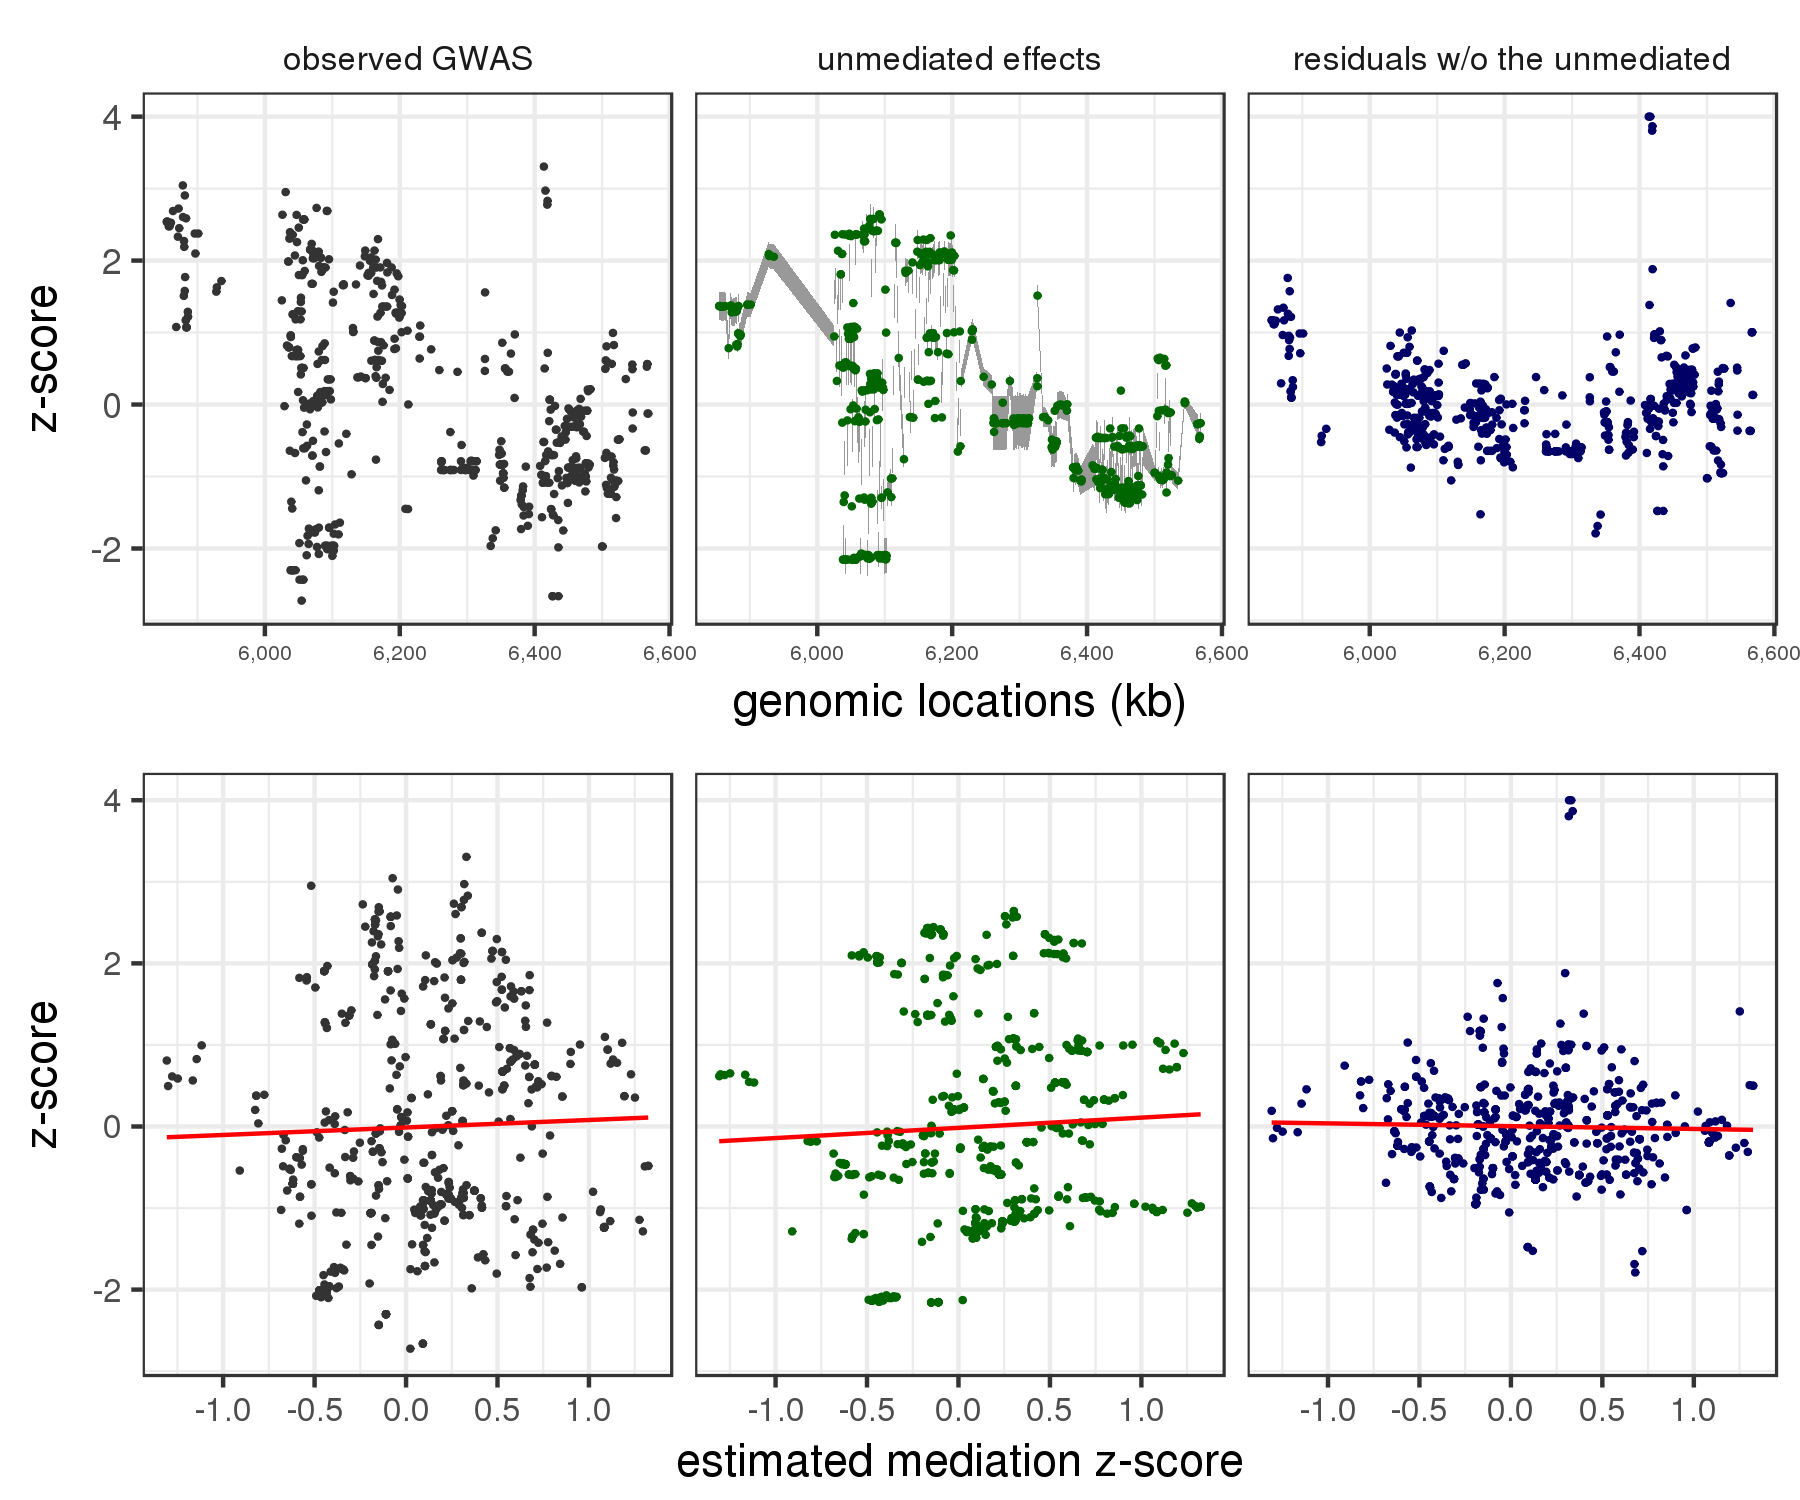 observed GWAS unmediated effects residuals w/o the unmediated
4
2
0
-2
z-score
6,000 6,200 6,400 6,600 6,000 6,200 6,400 6,600 6,000 6,200 6,400 6,600
genomic locations (kb)
4
2
0
-2
z-score
-1.0 -0.5 0.0 0.5 1.0 -1.0 -0.5 0.0 0.5 1.0 -1.0 -0.5 0.0 0.5 1.0
estimated mediation z-score